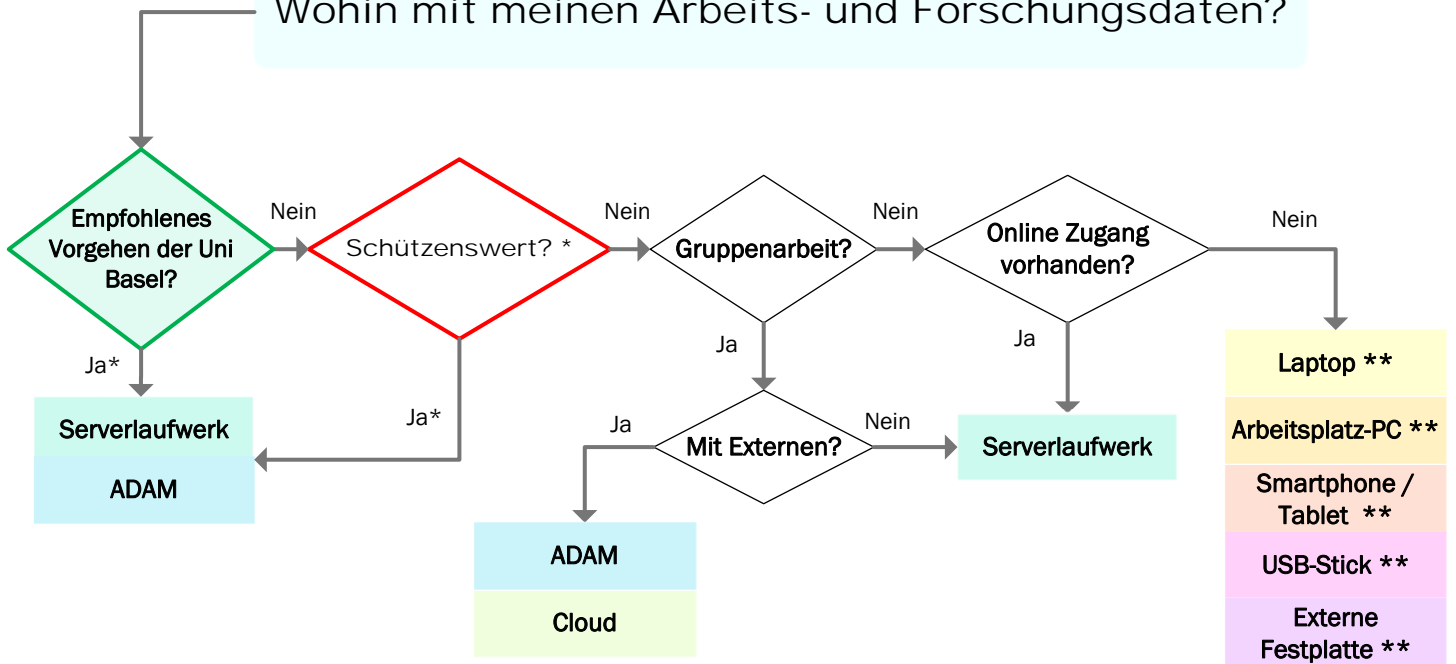 Wohin mit meinen Arbeits- und Forschungsdaten?
Empfohlenes
Vorgehen der Uni
Basel?
Nein
Schützenswert? *
Nein
Gruppenarbeit?
Nein
Online Zugang
vorhanden?
Nein
Ja*
Ja*
Ja
Ja
Serverlaufwerk
ADAM
Ja
Mit Externen?
Nein
Serverlaufwerk
ADAM
Cloud
Laptop **
Arbeitsplatz-PC **
Smartphone /
Tablet **
USB-Stick **
Externe
Festplatte **